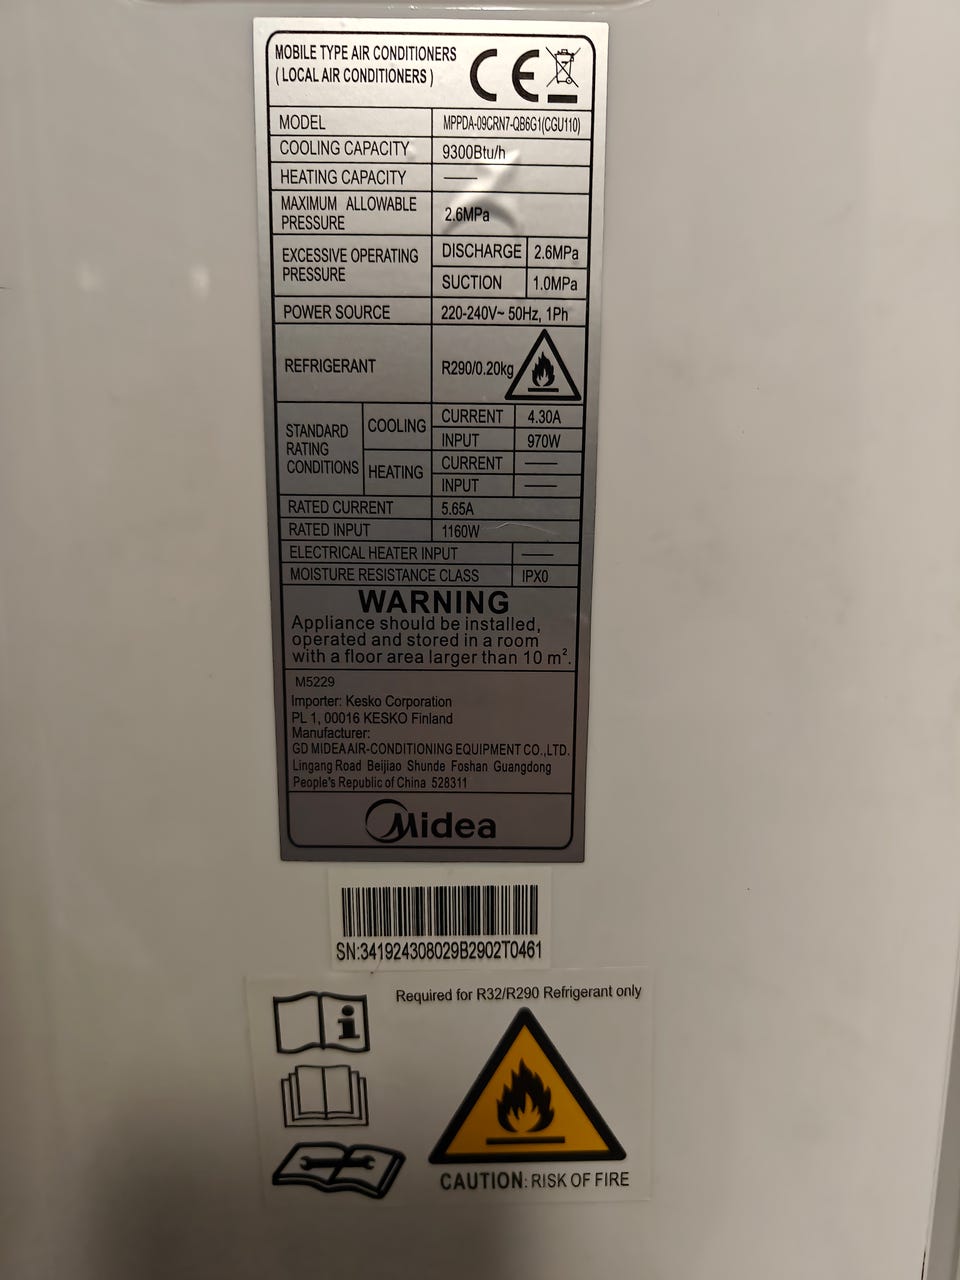 MOBILE TYPE AIR CONDITIONERS
( LOCAL AIR CONDITIONERS )
CE
MODEL MPPDA-09CRN7-QB6G1(CGU110)
COOLING CAPACITY 9300Btu/h
HEATING CAPACITY ——
MAXIMUM ALLOWABLE
PRESSURE 2.6MPa
EXCESSIVE OPERATING
PRESSURE
DISCHARGE 2.6MPa
SUCTION 1.0MPa
POWER SOURCE 220-240V~ 50Hz, 1Ph
REFRIGERANT R290/0.20kg
STANDARD
RATING
CONDITIONS
COOLING
CURRENT 4.30A
INPUT 970W
HEATING
CURRENT ——
INPUT ——
RATED CURRENT 5.65A
RATED INPUT 1160W
ELECTRICAL HEATER INPUT ——
MOISTURE RESISTANCE CLASS IPX0
WARNING
Appliance should be installed,
operated and stored in a room
with a floor area larger than 10 m².
M5229
Importer: Kesko Corporation
PL 1, 00016 KESKO Finland
Manufacturer:
GD MIDEA AIR-CONDITIONING EQUIPMENT CO.,LTD.
Lingang Road Beijiao Shunde Foshan Guangdong
People's Republic of China 528311
Midea
SN:341924308029B2902T0461
Required for R32/R290 Refrigerant only
i
CAUTION: RISK OF FIRE